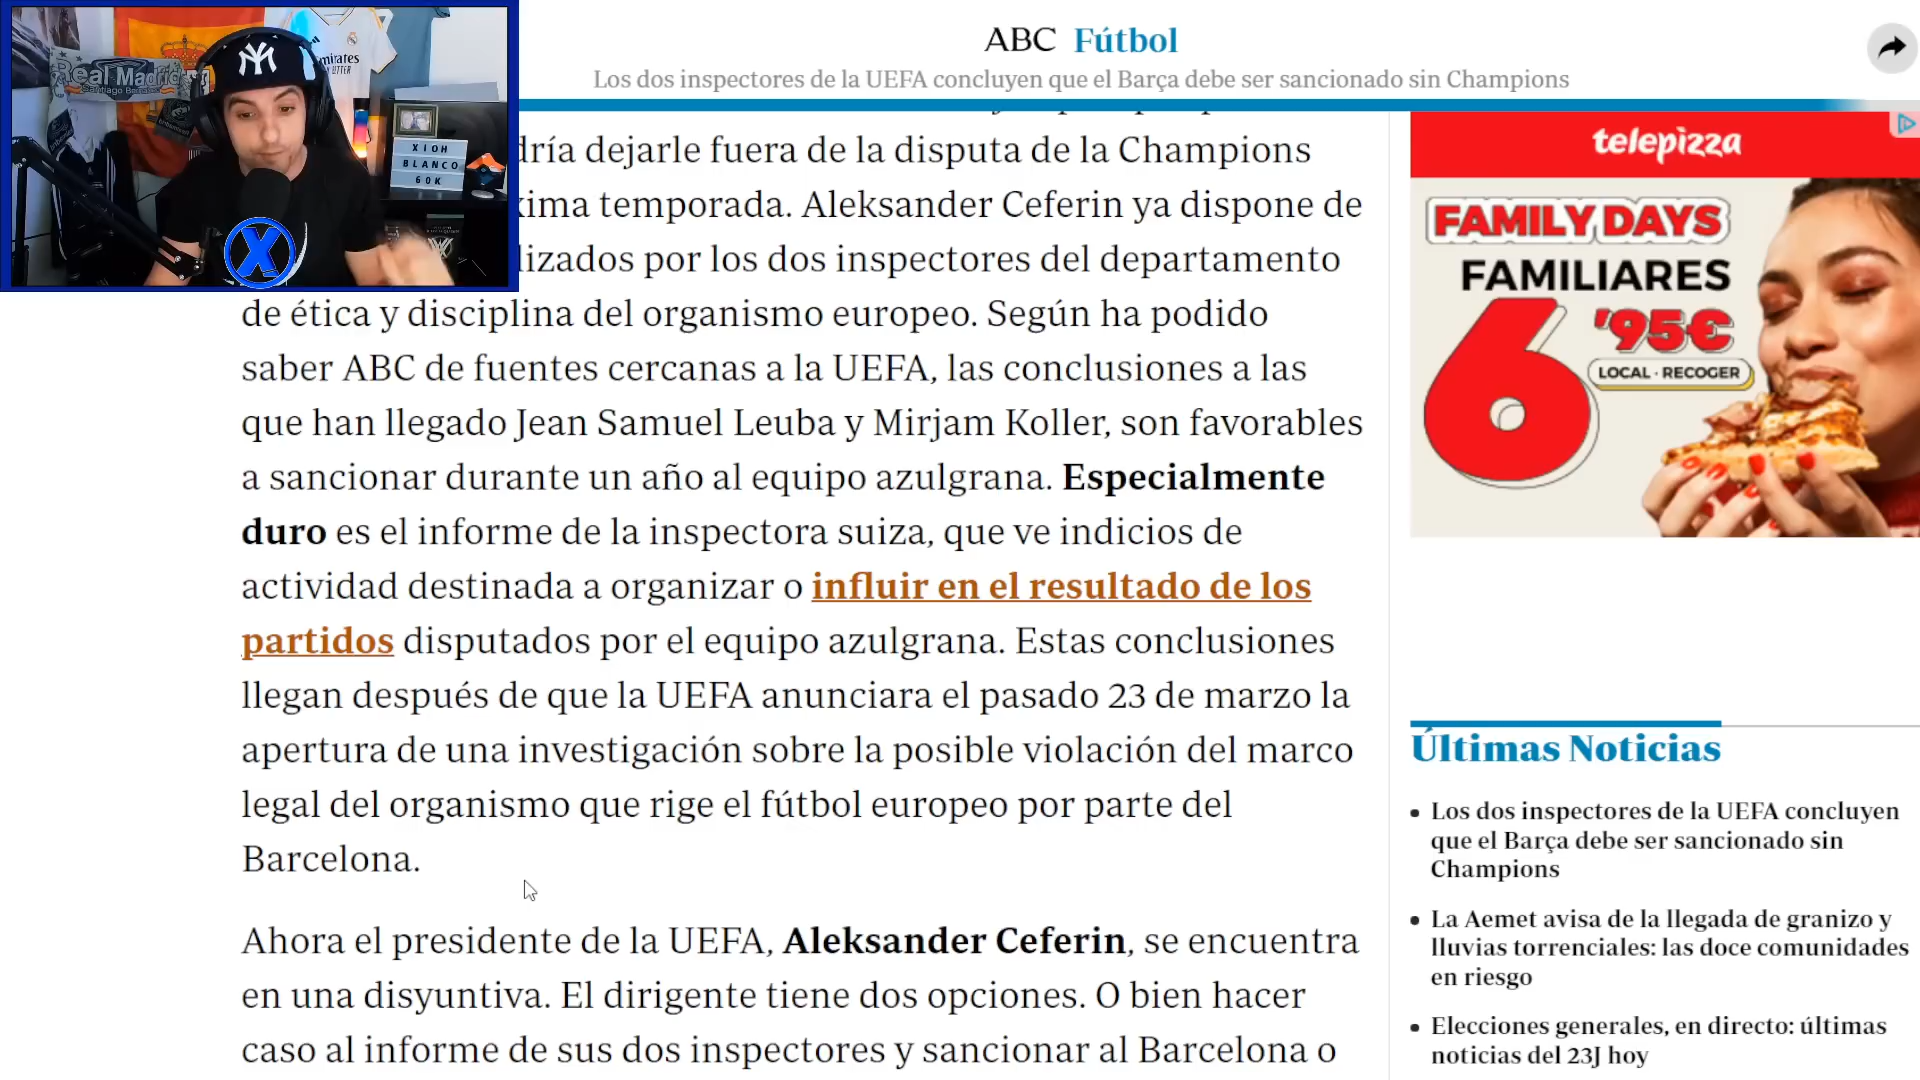 Real Madrid
Santiago Bernabéu
XIOH
BLANCO
60K
X
ABC Fútbol
Los dos inspectores de la UEFA concluyen que el Barça debe ser sancionado sin Champions
dría dejarle fuera de la disputa de la Champions
xima temporada. Aleksander Ceferin ya dispone de
lizados por los dos inspectores del departamento
de ética y disciplina del organismo europeo. Según ha podido
saber ABC de fuentes cercanas a la UEFA, las conclusiones a las
que han llegado Jean Samuel Leuba y Mirjam Koller, son favorables
a sancionar durante un año al equipo azulgrana. Especialmente
duro es el informe de la inspectora suiza, que ve indicios de
actividad destinada a organizar o influir en el resultado de los
partidos disputados por el equipo azulgrana. Estas conclusiones
llegan después de que la UEFA anunciara el pasado 23 de marzo la
apertura de una investigación sobre la posible violación del marco
legal del organismo que rige el fútbol europeo por parte del
Barcelona.
Ahora el presidente de la UEFA, Aleksander Ceferin, se encuentra
en una disyuntiva. El dirigente tiene dos opciones. O bien hacer
caso al informe de sus dos inspectores y sancionar al Barcelona o
telepizza
FAMILY DAYS
FAMILIARES
6'95€
LOCAL · RECOGER
Últimas Noticias
Los dos inspectores de la UEFA concluyen
que el Barça debe ser sancionado sin
Champions
La Aemet avisa de la llegada de granizo y
lluvias torrenciales: las doce comunidades
en riesgo
Elecciones generales, en directo: últimas
noticias del 23J hoy